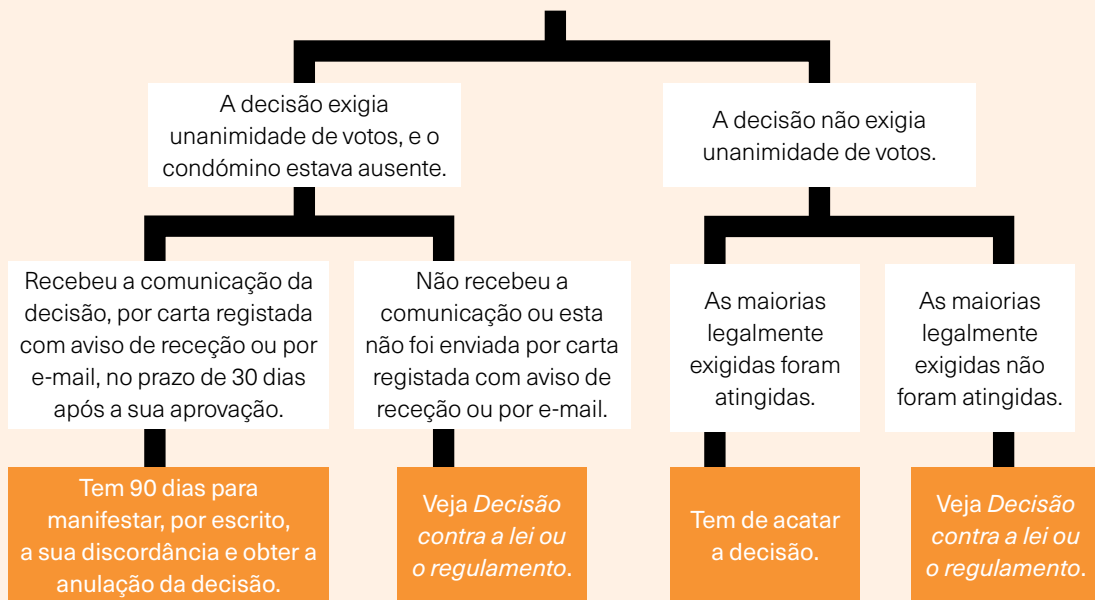 A decisão exigia
unanimidade de votos, e o
condómino estava ausente.
A decisão não exigia
unanimidade de votos.
Recebeu a comunicação da
decisão, por carta registada
com aviso de receção ou por
e-mail, no prazo de 30 dias
após a sua aprovação.
Não recebeu a
comunicação ou esta
não foi enviada por carta
registada com aviso de
receção ou por e-mail.
As maiorias
legalmente
exigidas foram
atingidas.
As maiorias
legalmente
exigidas não
foram atingidas.
Tem 90 dias para
manifestar, por escrito,
a sua discordância e obter a
anulação da decisão.
Veja Decisão
contra a lei ou
o regulamento.
Tem de acatar
a decisão.
Veja Decisão
contra a lei ou
o regulamento.